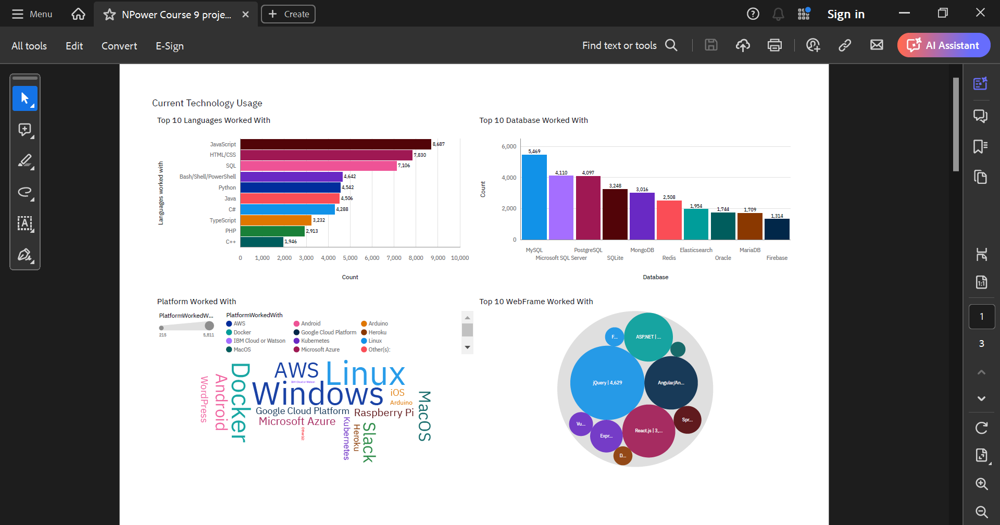 Menu
NPower Course 9 proje...
Create
Sign in
All tools
Edit
Convert
E-Sign
Find text or tools
AI Assistant
Current Technology Usage
Top 10 Languages Worked With
Languages worked with
JavaScript 8,687
HTML/CSS 7,830
SQL 7,106
Bash/Shell/PowerShell 4,642
Python 4,542
Java 4,506
C# 4,288
TypeScript 3,232
PHP 2,913
C++ 1,946
0 1,000 2,000 3,000 4,000 5,000 6,000 7,000 8,000 9,000 10,000
Count
Top 10 Database Worked With
Count
6,000
4,000
2,000
0
5,469
4,110
4,097
3,248
3,016
2,508
1,954
1,744
1,709
1,314
MySQL PostgreSQL MongoDB Elasticsearch MariaDB
Microsoft SQL Server SQLite Redis Oracle Firebase
Database
Platform Worked With
PlatformWorkedW...
215 5,811
PlatformWorkedWith
AWS Android Arduino
Docker Google Cloud Platform Heroku
IBM Cloud or Watson Kubernetes Linux
MacOS Microsoft Azure Other(s):
WordPress
Android
Docker
AWS
Linux
IBM Cloud or Watson
Windows
iOS
Arduino
Google Cloud Platform
Raspberry Pi
Microsoft Azure
Other(s):
Kubernetes
Heroku
Slack
MacOS
Top 10 WebFrame Worked With
F...
ASP.NET | ...
jQuery | 4,629
Angular/An...
Vu...
Expr...
React.js | 3,...
Spr...
D...
1:1
1
3